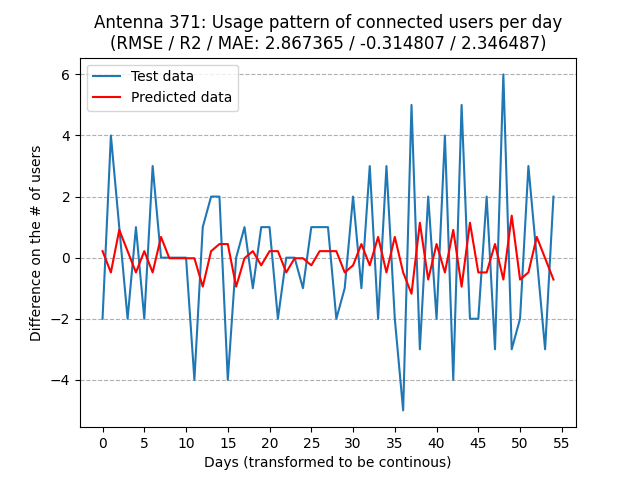 Antenna 371: Usage pattern of connected users per day
(RMSE / R2 / MAE: 2.867365 / -0.314807 / 2.346487)
Test data
Predicted data
Difference on the # of users
6
4
2
0
−2
−4
0 5 10 15 20 25 30 35 40 45 50 55
Days (transformed to be continous)